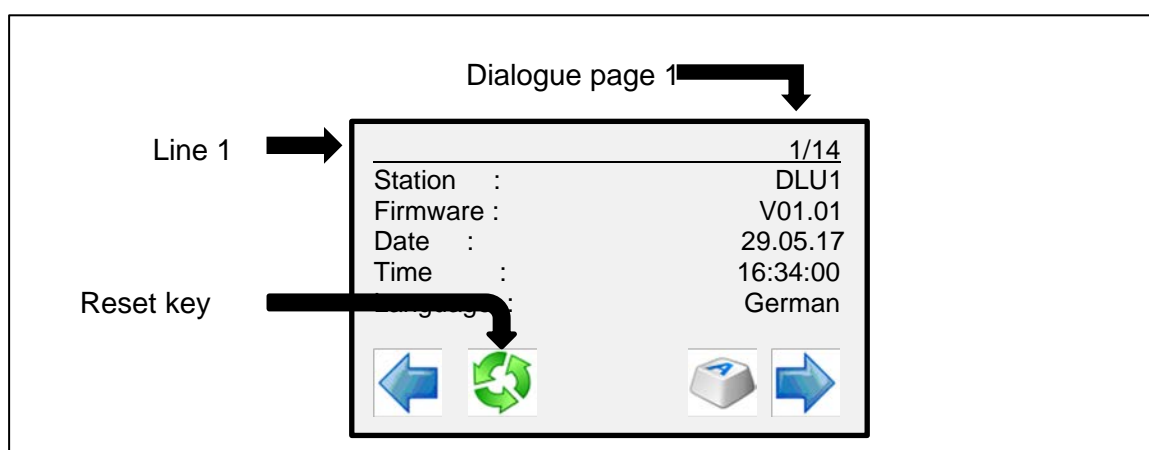 Dialogue page 1
Line 1
1/14
Station : DLU1
Firmware : V01.01
Date : 29.05.17
Time : 16:34:00
Reset key
Language : German
A